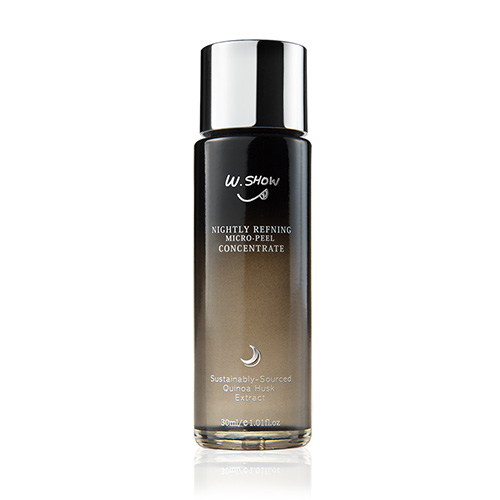 W.SHOW
NIGHTLY REFNING
MICRO-PEEL
CONCENTRATE
Sustainably-Sourced
Quinoa Husk
Extract
30ml/℮ 1.01fl.oz